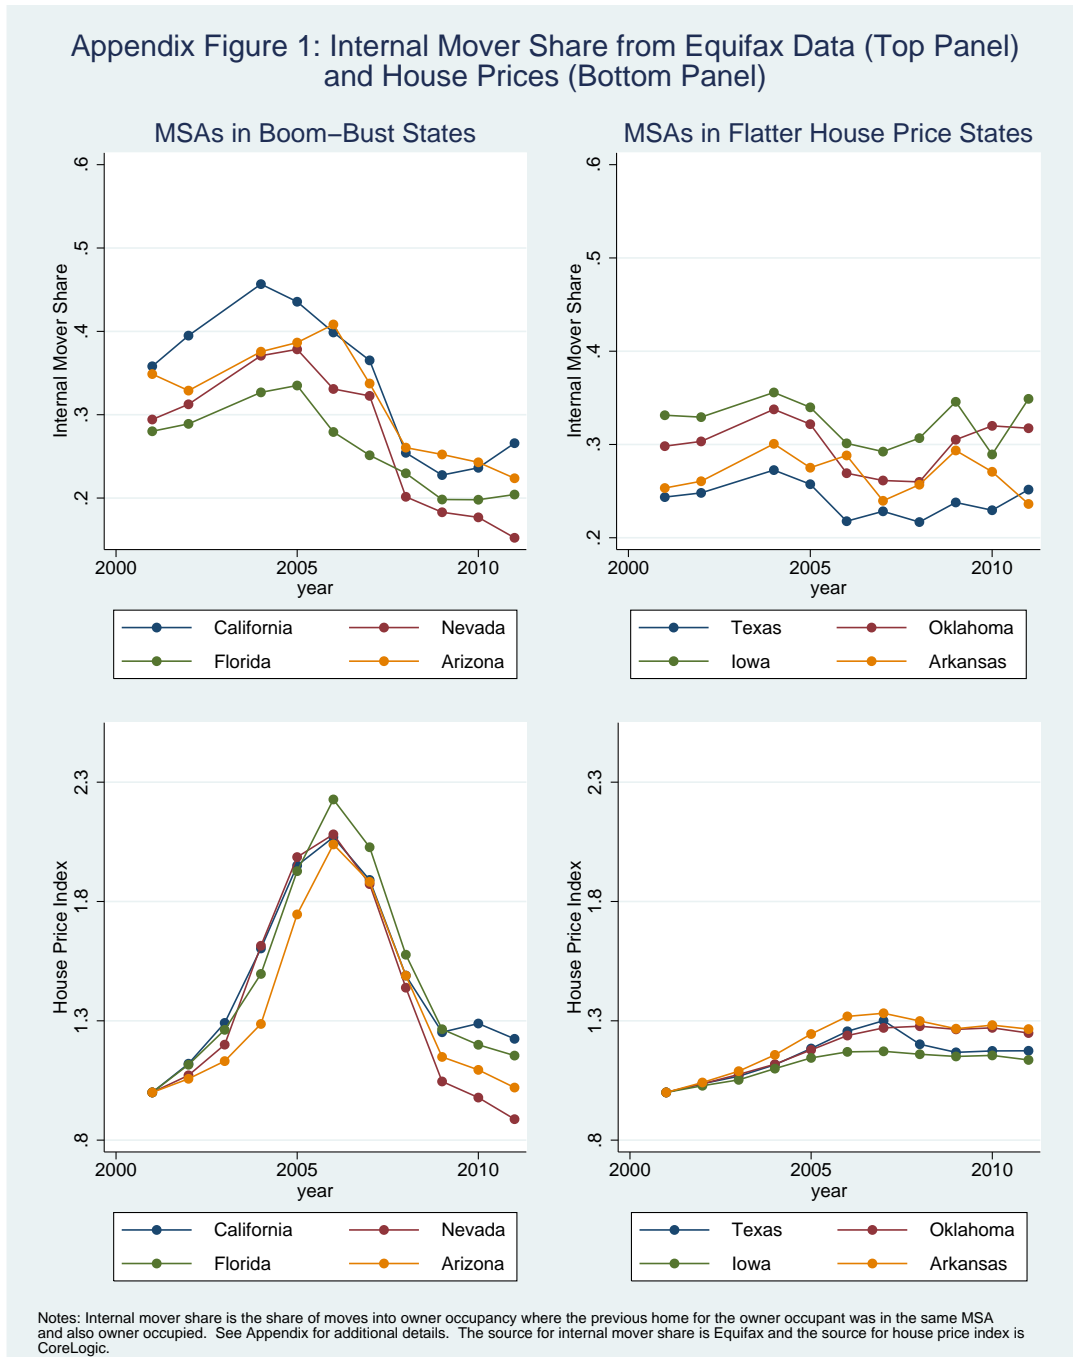 Appendix Figure 1: Internal Mover Share from Equifax Data (Top Panel)
and House Prices (Bottom Panel)
MSAs in Boom−Bust States
.6
.5
.4
.3
.2
Internal Mover Share
2000
2005
2010
year
California
Nevada
Florida
Arizona
MSAs in Flatter House Price States
.6
.5
.4
.3
.2
Internal Mover Share
2000
2005
2010
year
Texas
Oklahoma
Iowa
Arkansas
2.3
1.8
1.3
.8
House Price Index
2000
2005
2010
year
California
Nevada
Florida
Arizona
2.3
1.8
1.3
.8
House Price Index
2000
2005
2010
year
Texas
Oklahoma
Iowa
Arkansas
Notes: Internal mover share is the share of moves into owner occupancy where the previous home for the owner occupant was in the same MSA
and also owner occupied.  See Appendix for additional details.  The source for internal mover share is Equifax and the source for house price index is
CoreLogic.